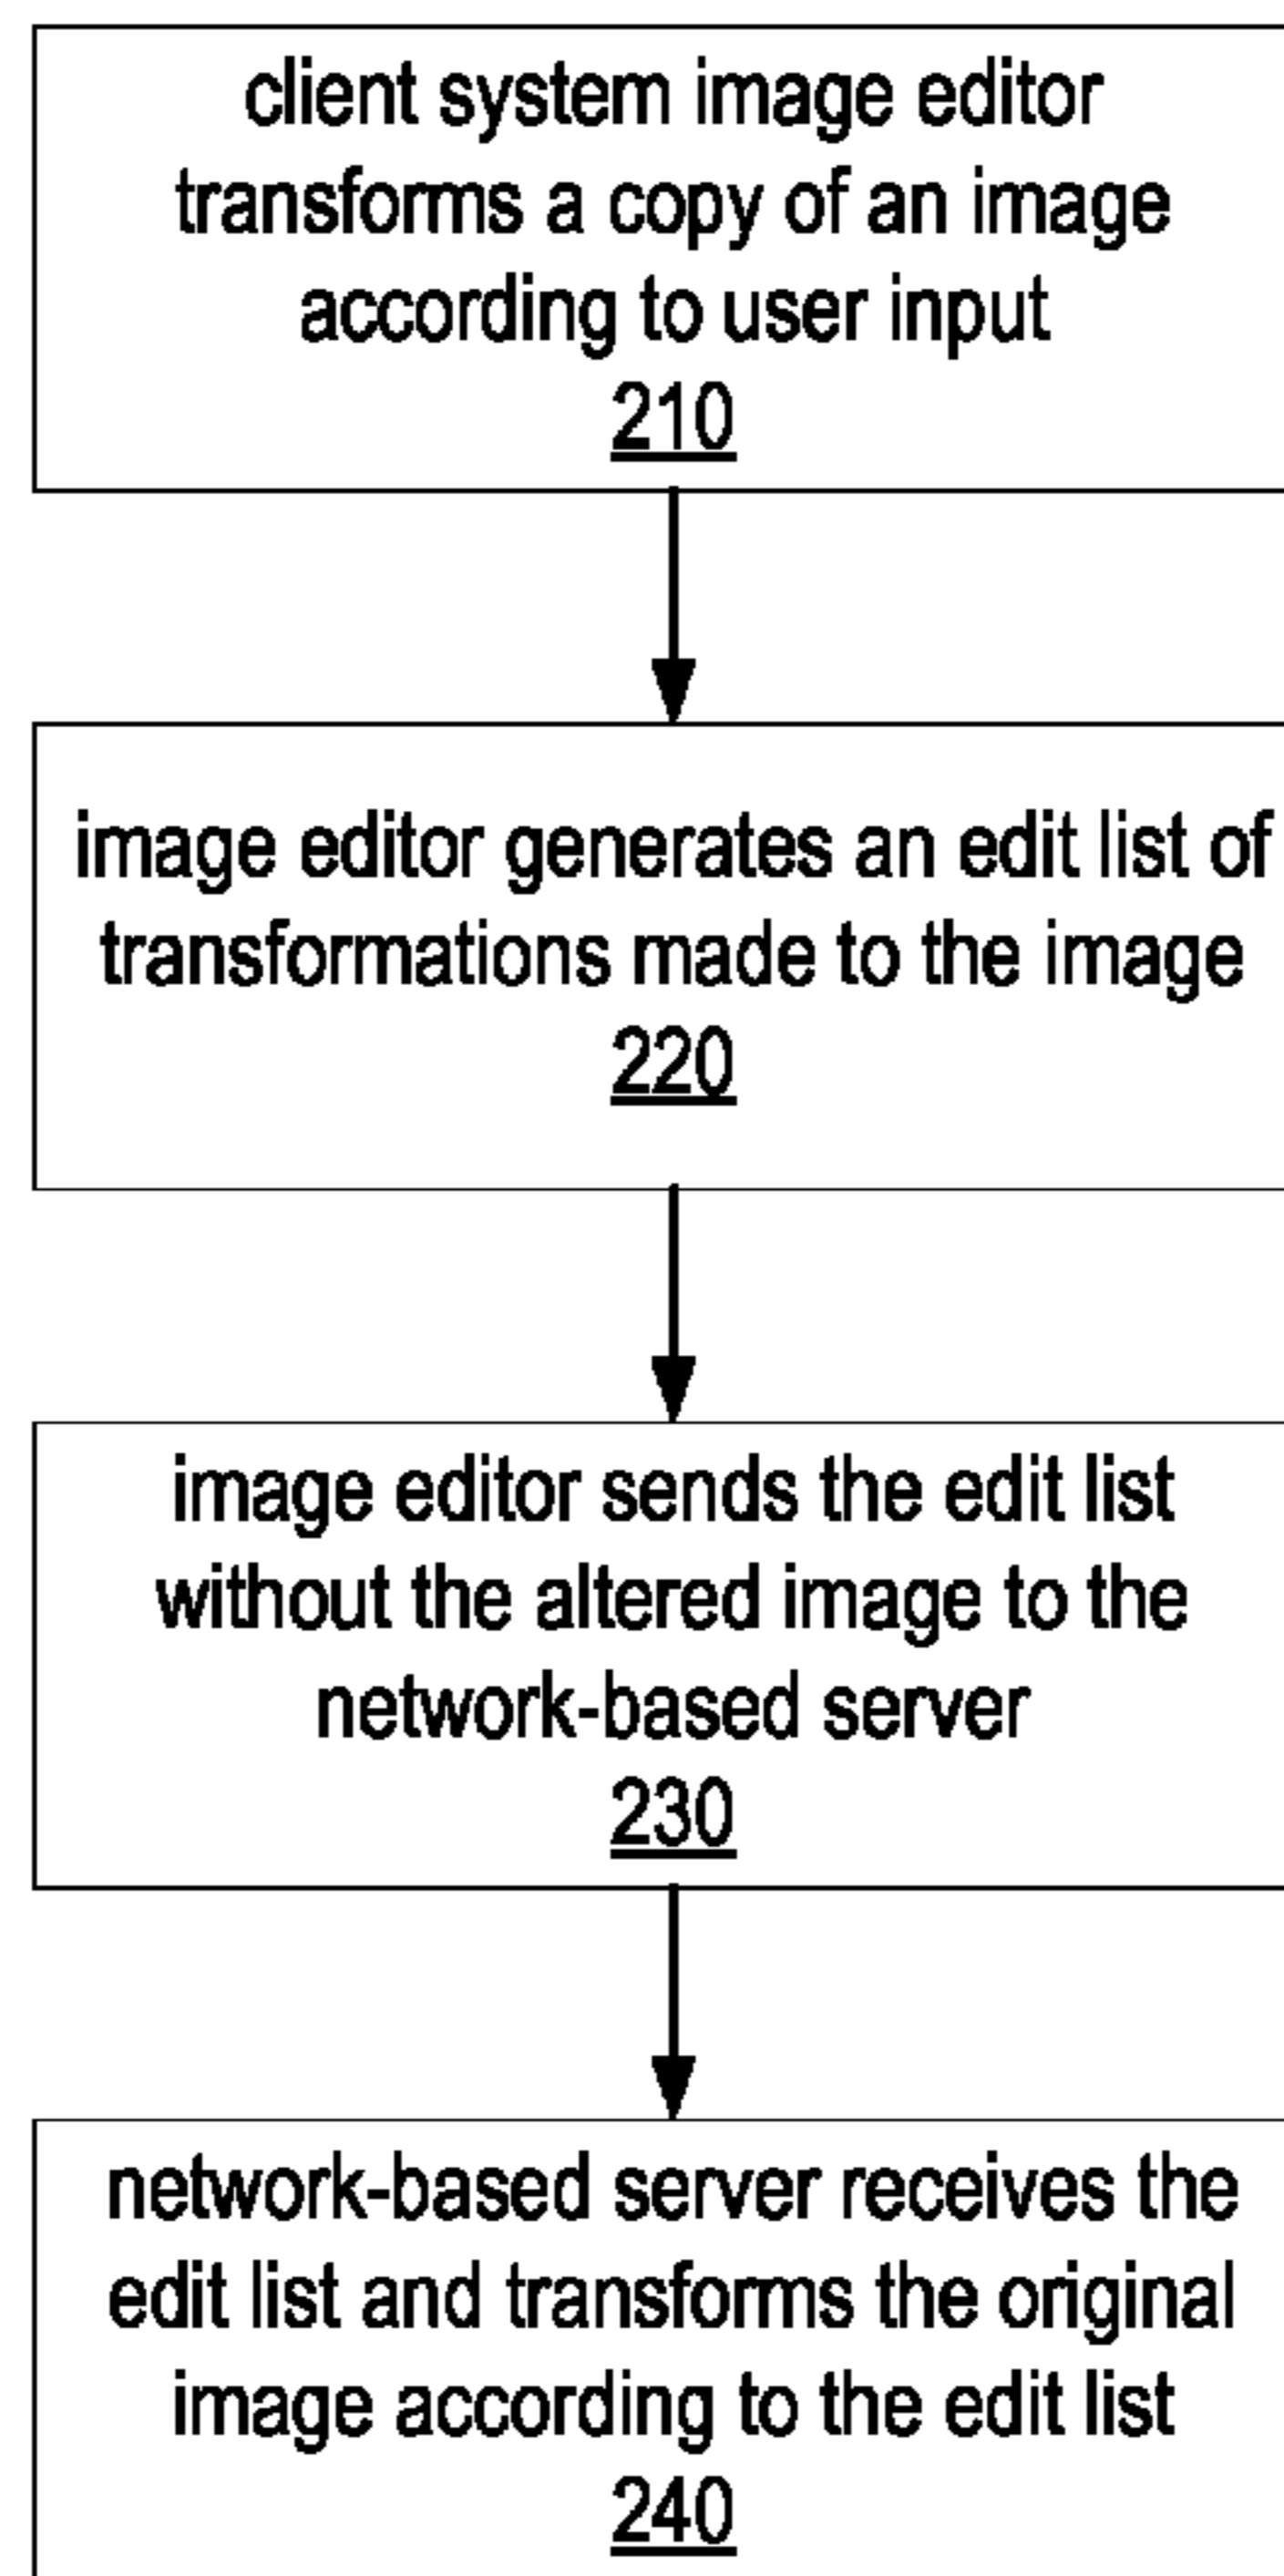 client system image editor
transforms a copy of an image
according to user input
210
image editor generates an edit list of
transformations made to the image
220
image editor sends the edit list
without the altered image to the
network-based server
230
network-based server receives the
edit list and transforms the original
image according to the edit list
240